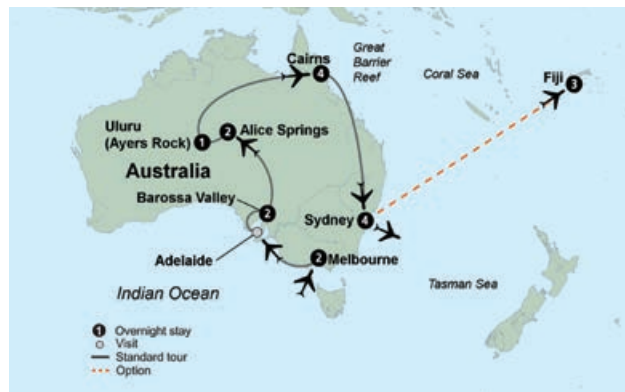 Cairns
4
Great
Barrier
Reef
Coral Sea
Fiji
3
Uluru
(Ayers Rock)
1
2
Alice Springs
Australia
Barossa Valley
2
Sydney
4
Adelaide
2
Melbourne
Indian Ocean
Tasman Sea
1 Overnight stay
Visit
Standard tour
Option